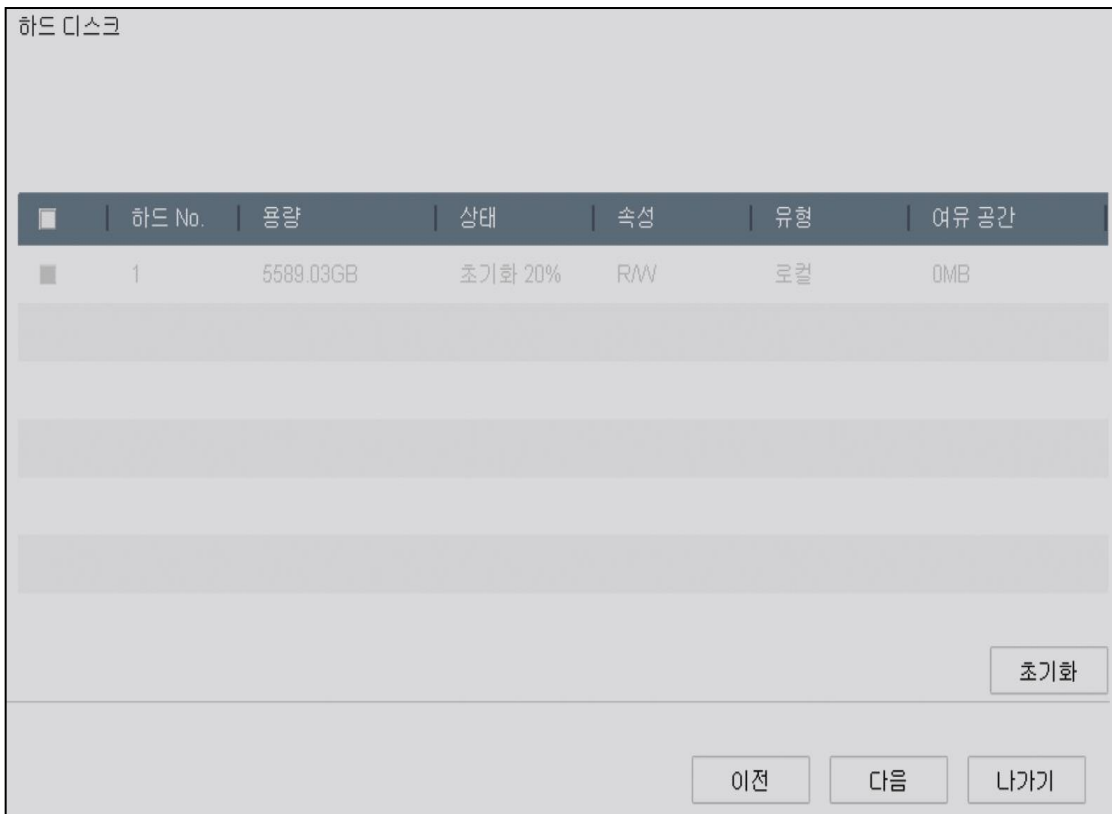 하드 디스크
하드 No. 용량 상태 속성 유형 여유 공간
1 5589.03GB 초기화 20% R/W 로컬 0MB
초기화
이전 다음 나가기